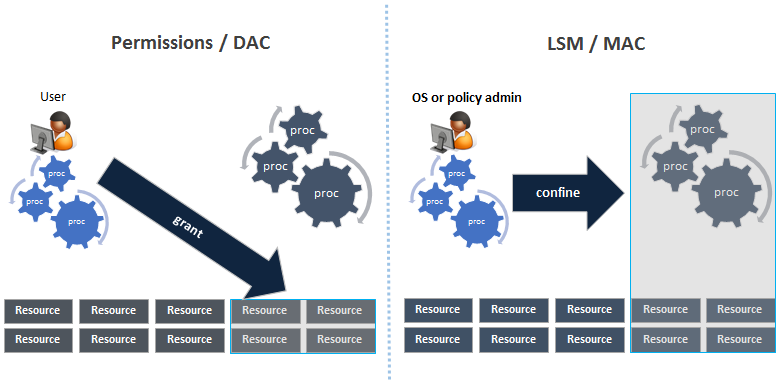 Permissions / DAC
User
proc
proc
proc
proc
proc
proc
grant
Resource Resource Resource Resource Resource
Resource Resource Resource Resource Resource
LSM / MAC
OS or policy admin
proc
proc
proc
confine
proc
proc
proc
Resource Resource Resource Resource Resource
Resource Resource Resource Resource Resource